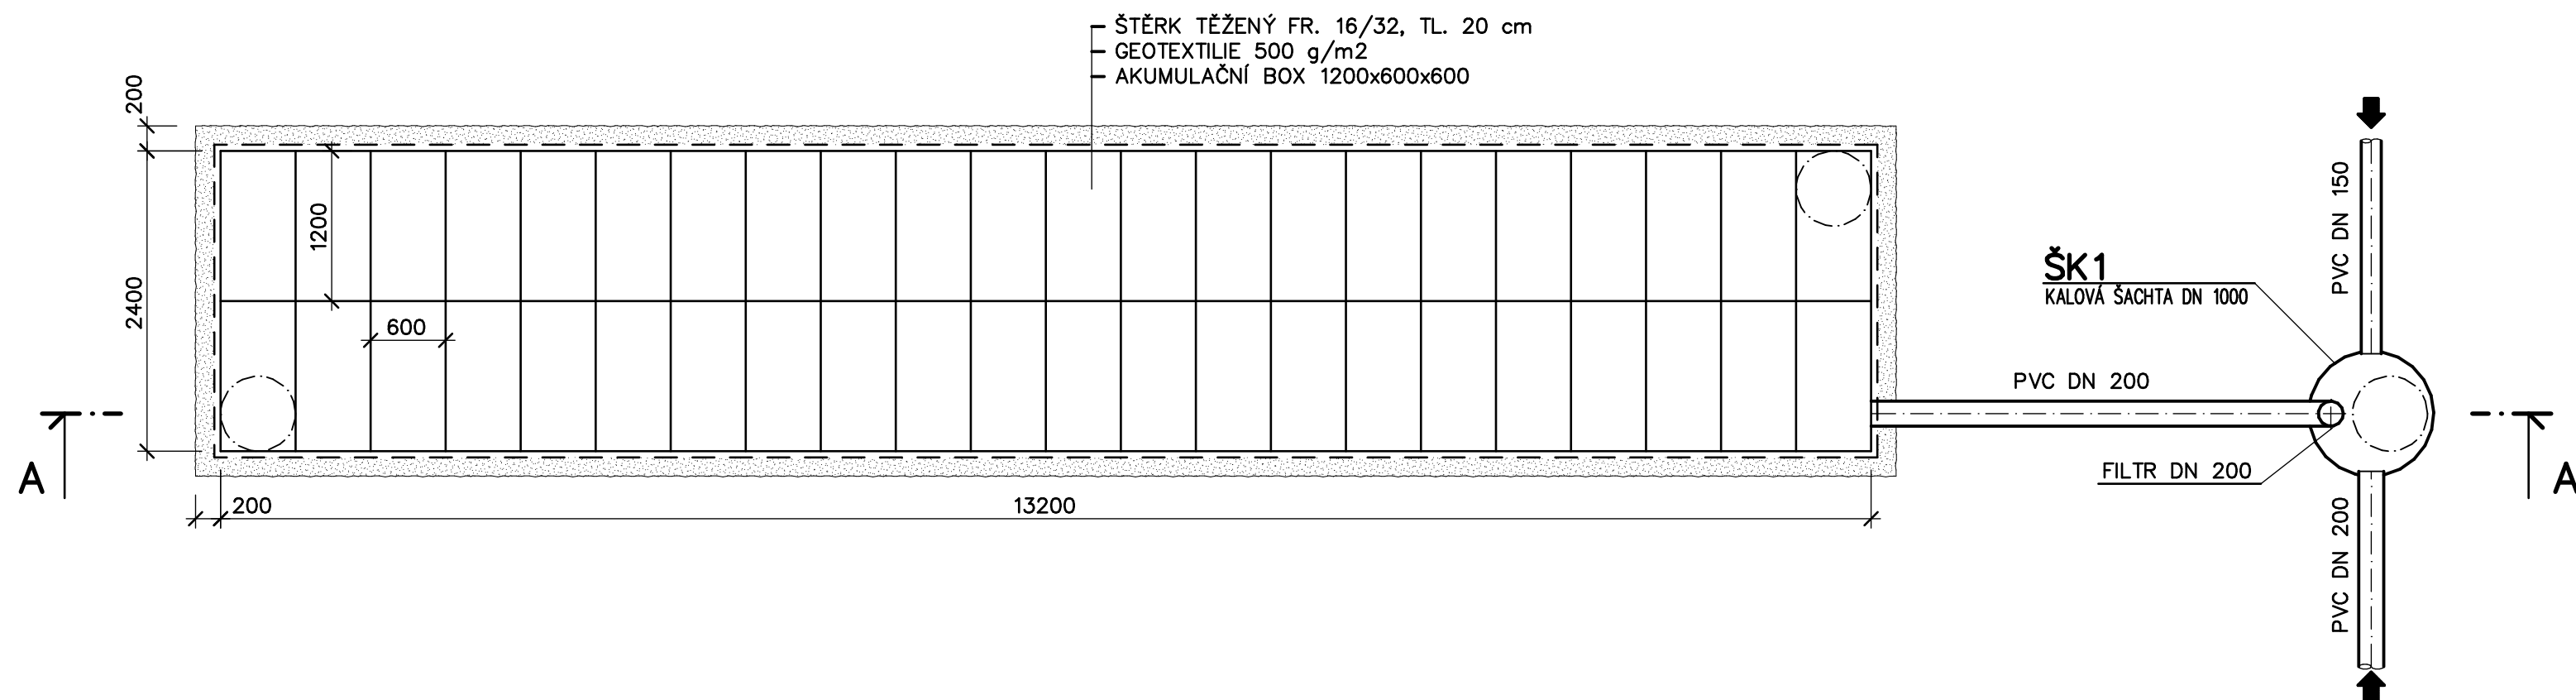 ŠTĚRK TĚŽENÝ FR. 16/32, TL. 20 cm
GEOTEXTILIE 500 g/m2
AKUMULAČNÍ BOX 1200x600x600
200
2400
1200
600
200
13200
A
A
ŠK1
KALOVÁ ŠACHTA DN 1000
PVC DN 150
PVC DN 200
FILTR DN 200
PVC DN 200